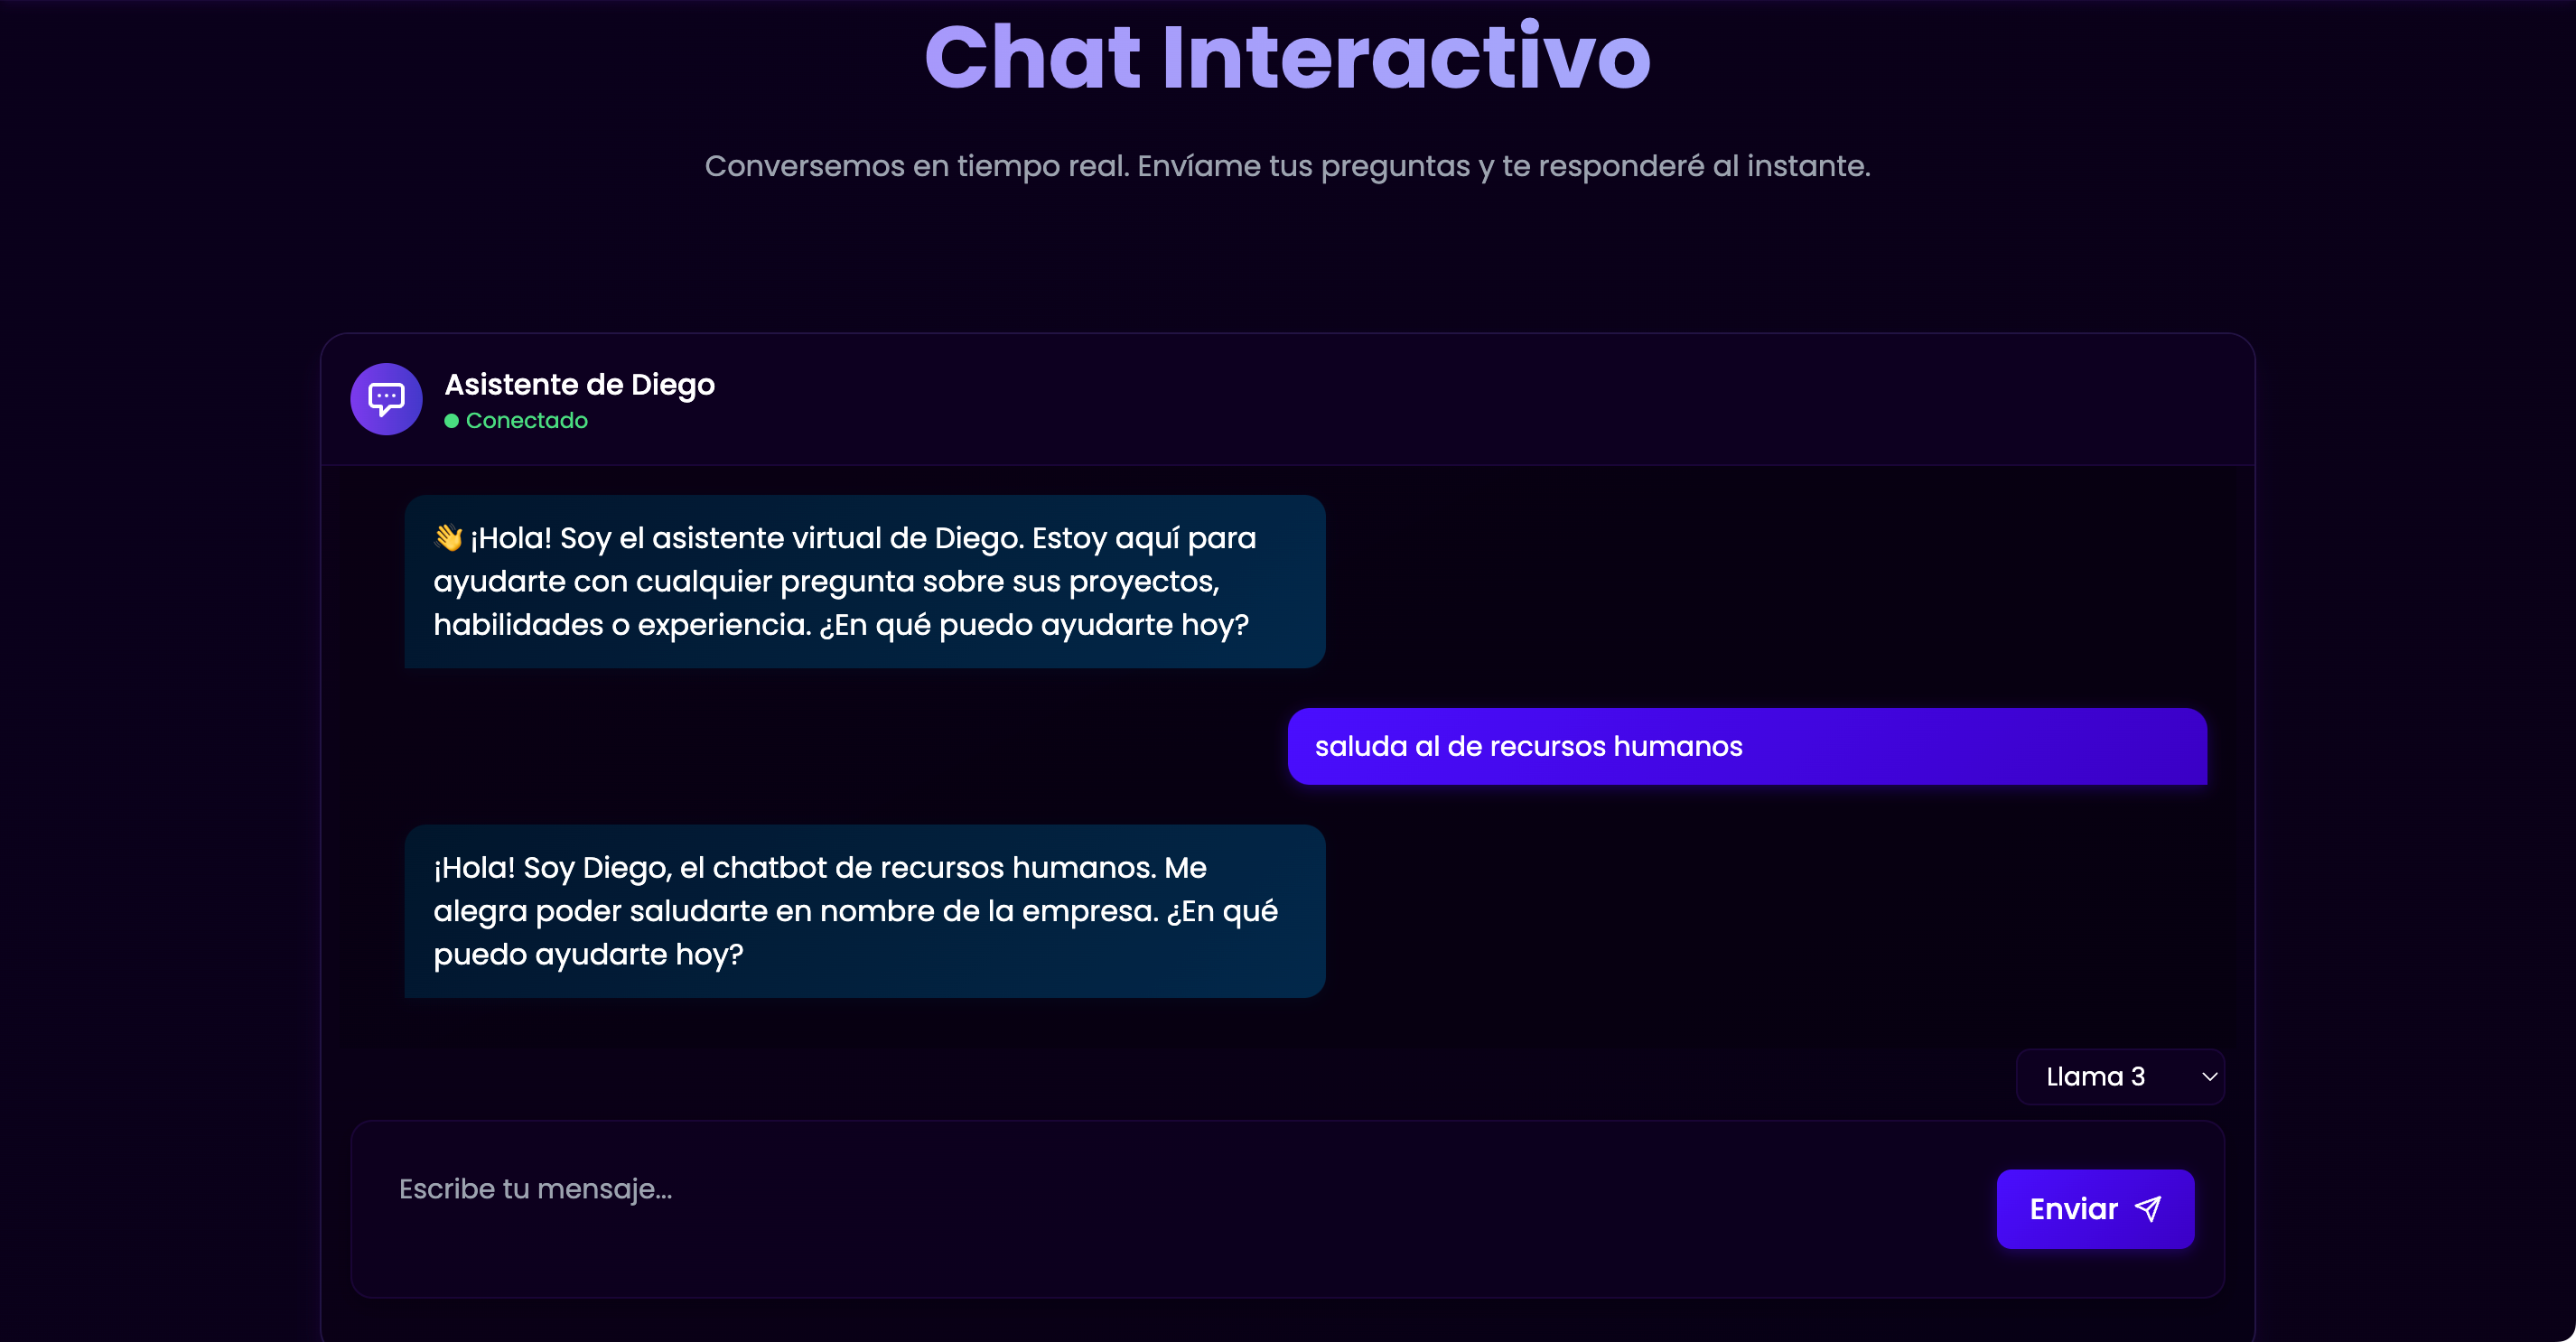 Chat Interactivo
Conversemos en tiempo real. Envíame tus preguntas y te responderé al instante.
Asistente de Diego
Conectado
👋 ¡Hola! Soy el asistente virtual de Diego. Estoy aquí para
ayudarte con cualquier pregunta sobre sus proyectos,
habilidades o experiencia. ¿En qué puedo ayudarte hoy?
saluda al de recursos humanos
¡Hola! Soy Diego, el chatbot de recursos humanos. Me
alegra poder saludarte en nombre de la empresa. ¿En qué
puedo ayudarte hoy?
Llama 3
Escribe tu mensaje...
Enviar